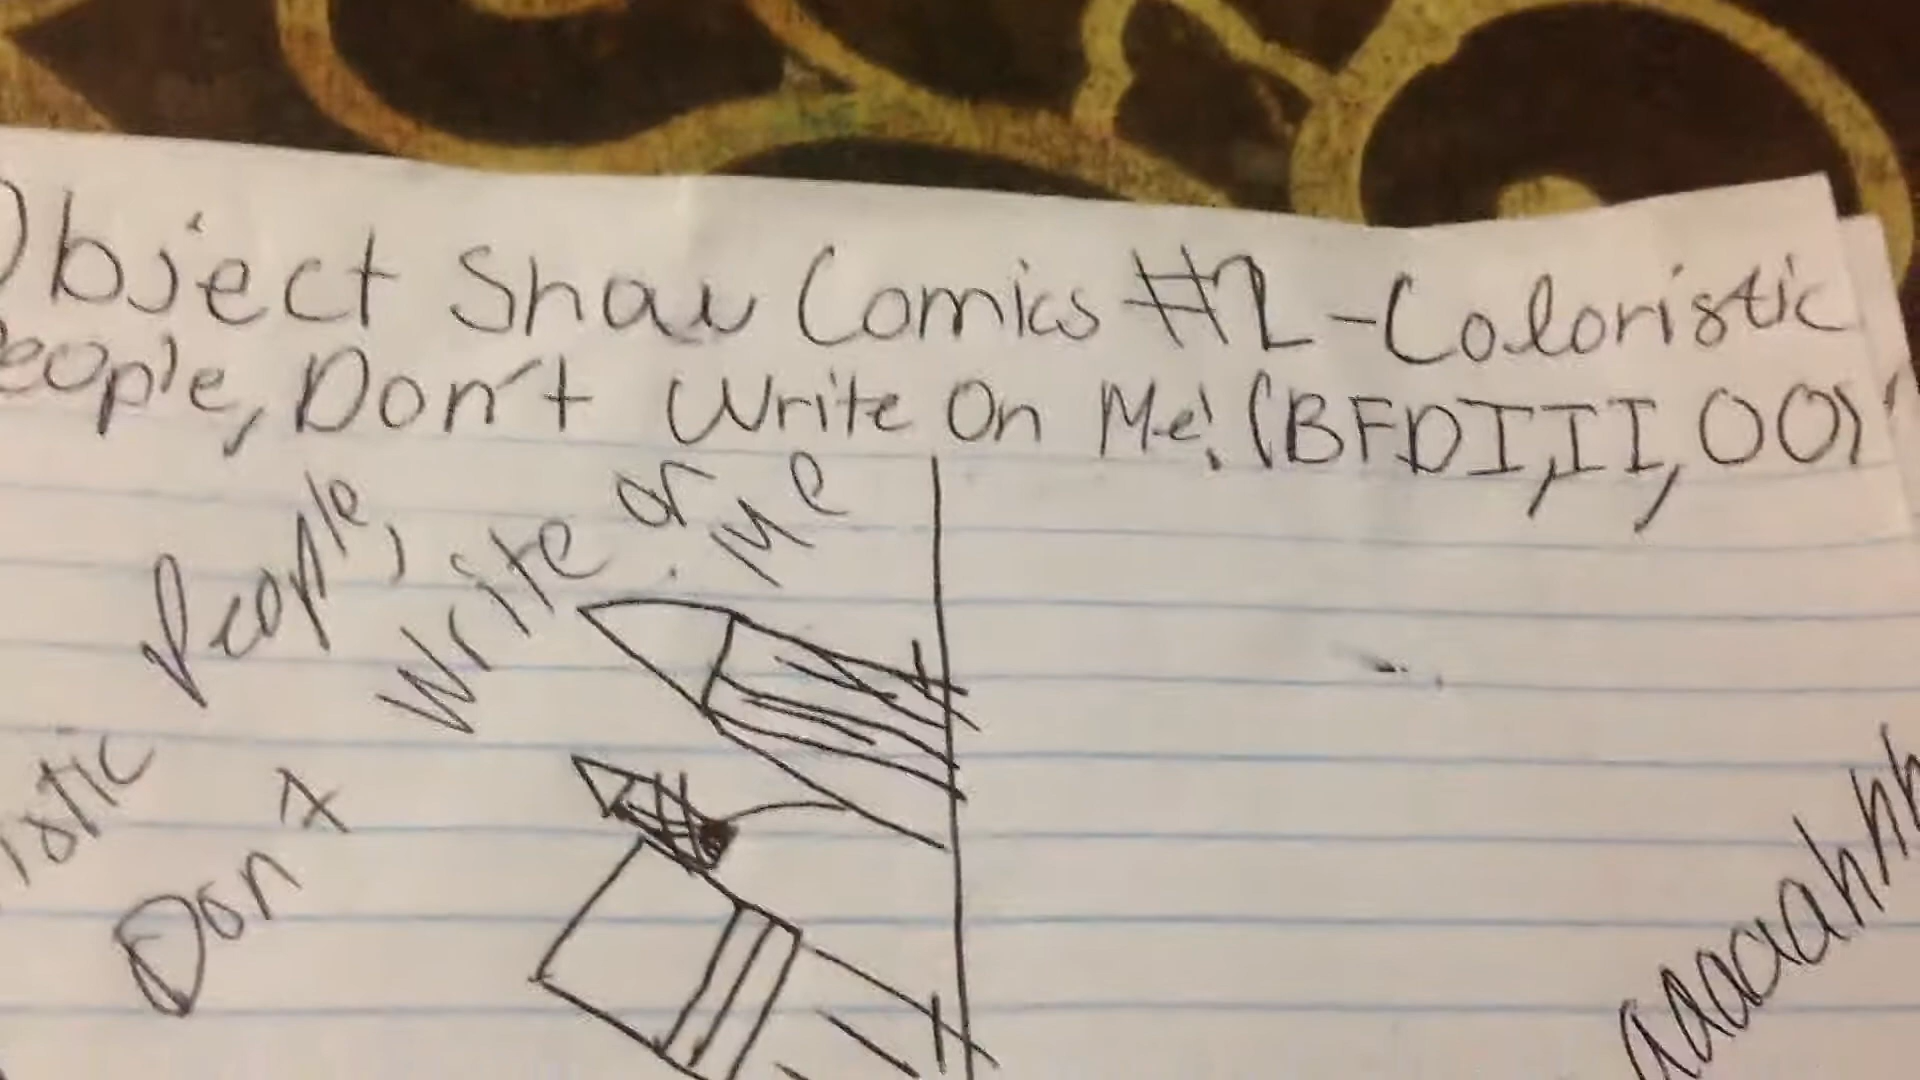 Object Show Comics #2-Coloristic
People, Don't Write On Me! (BFDI,II,OO)
People,
Write on
Me
istic
Don't
aaaaahhh